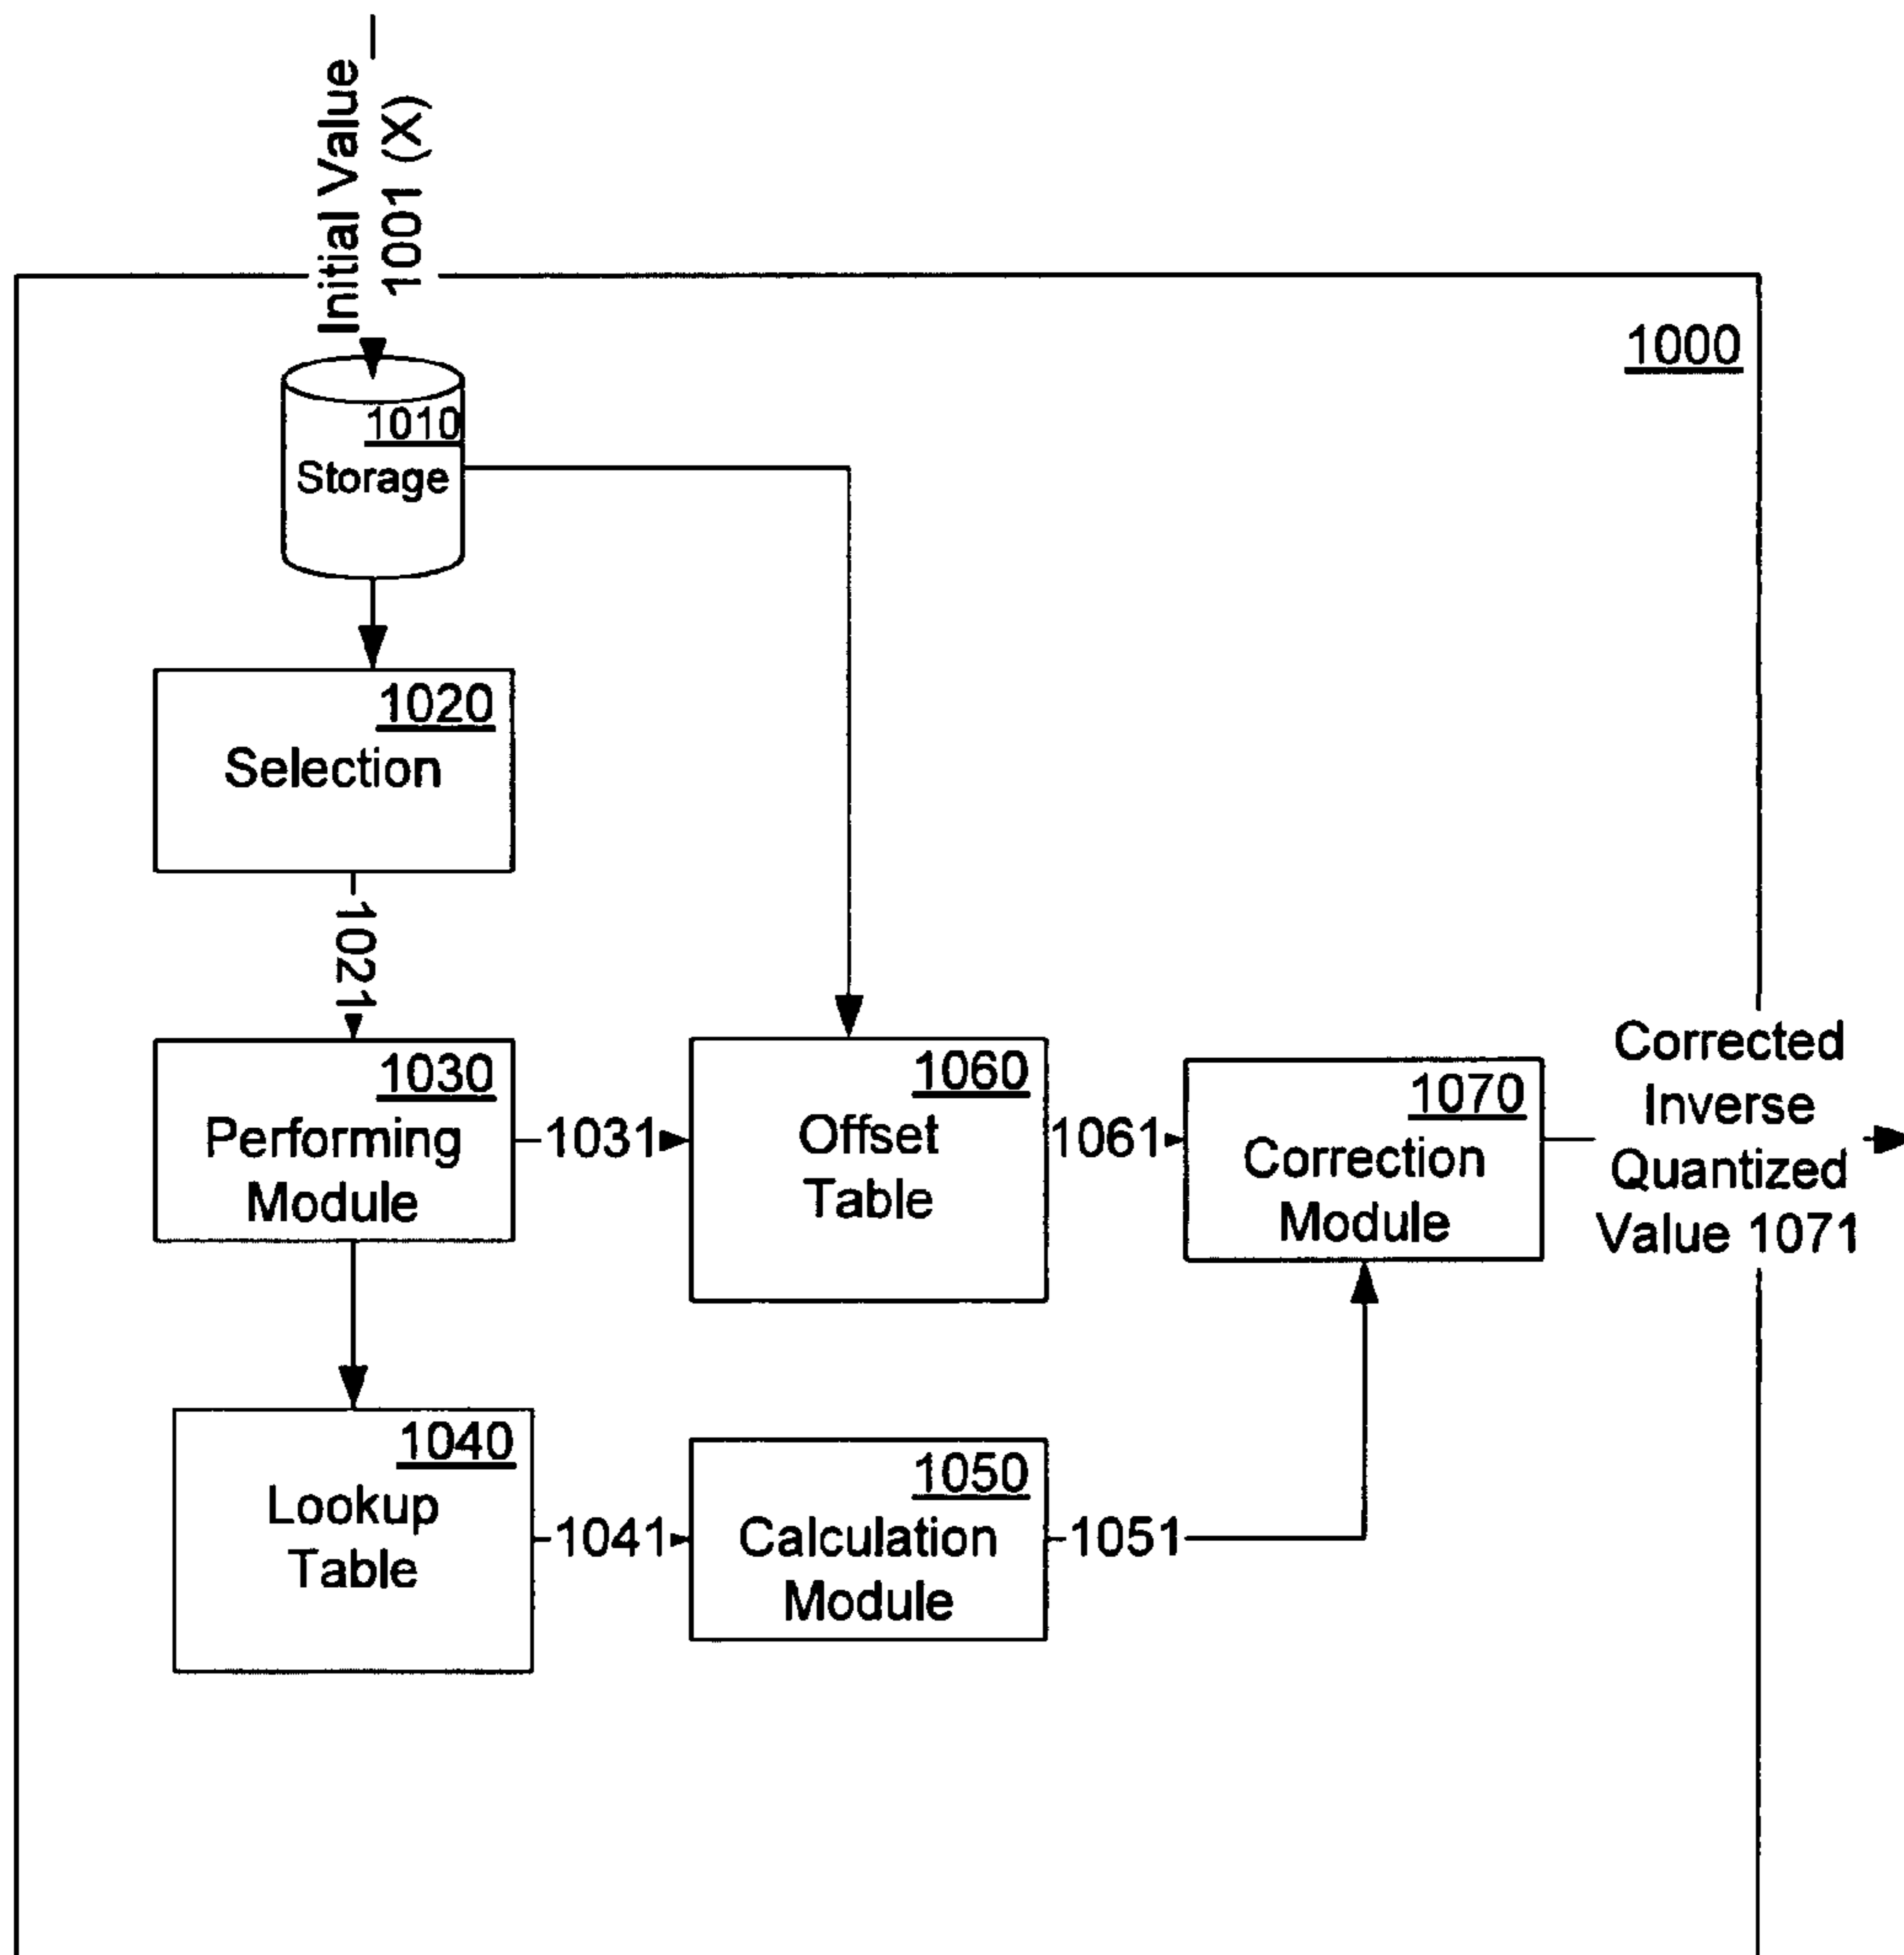 Initial Value
1001 (X)
1000
1010
Storage
1020
Selection
1021
1030
Performing
Module
1031
1060
Offset
Table
1061
1070
Correction
Module
Corrected
Inverse
Quantized
Value 1071
1040
Lookup
Table
1041
1050
Calculation
Module
1051